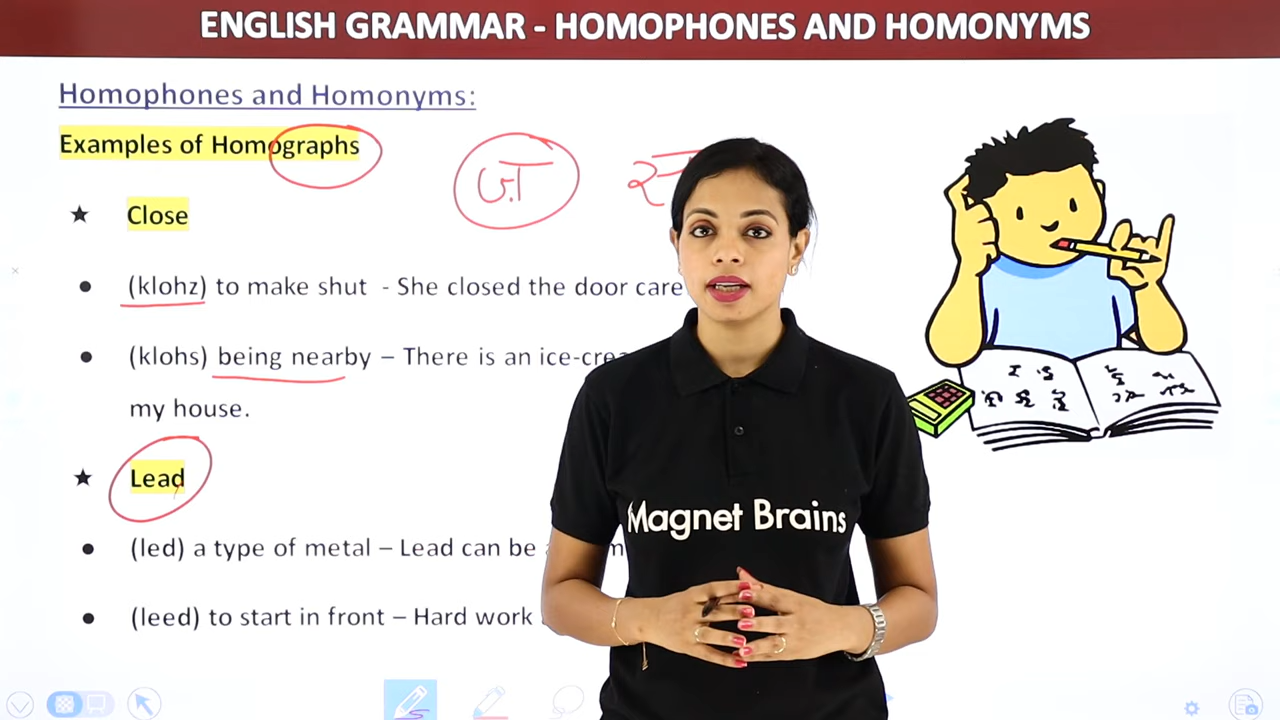 ENGLISH GRAMMAR - HOMOPHONES AND HOMONYMS
Homophones and Homonyms:
Examples of Homographs
★ Close
● (klohz) to make shut - She closed the door care
● (klohs) being nearby – There is an ice-crea
my house.
★ Lead
● (led) a type of metal – Lead can be
● (leed) to start in front – Hard work
Magnet Brains